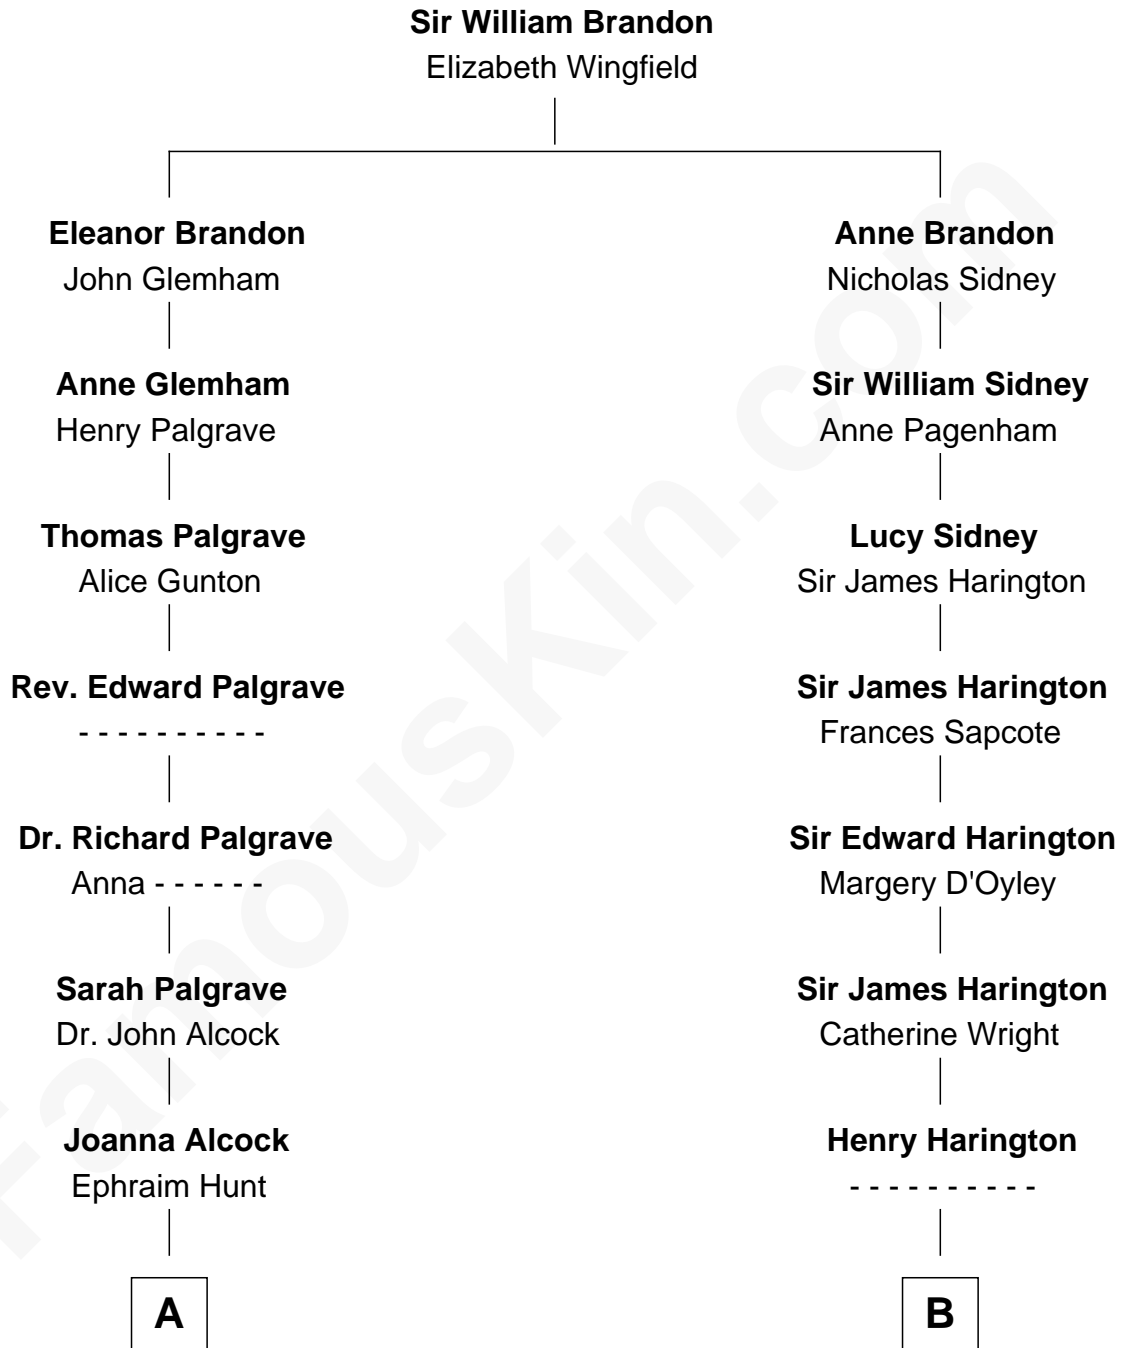 Sir William Brandon
Elizabeth Wingfield
Eleanor Brandon
John Glemham
Anne Glemham
Henry Palgrave
Thomas Palgrave
Alice Gunton
Rev. Edward Palgrave
- - - - - - - - - -
Dr. Richard Palgrave
Anna - - - - - -
Sarah Palgrave
Dr. John Alcock
Joanna Alcock
Ephraim Hunt
A
Anne Brandon
Nicholas Sidney
Sir William Sidney
Anne Pagenham
Lucy Sidney
Sir James Harington
Sir James Harington
Frances Sapcote
Sir Edward Harington
Margery D'Oyley
Sir James Harington
Catherine Wright
Henry Harington
- - - - - - - - - -
B
FamousKin.com